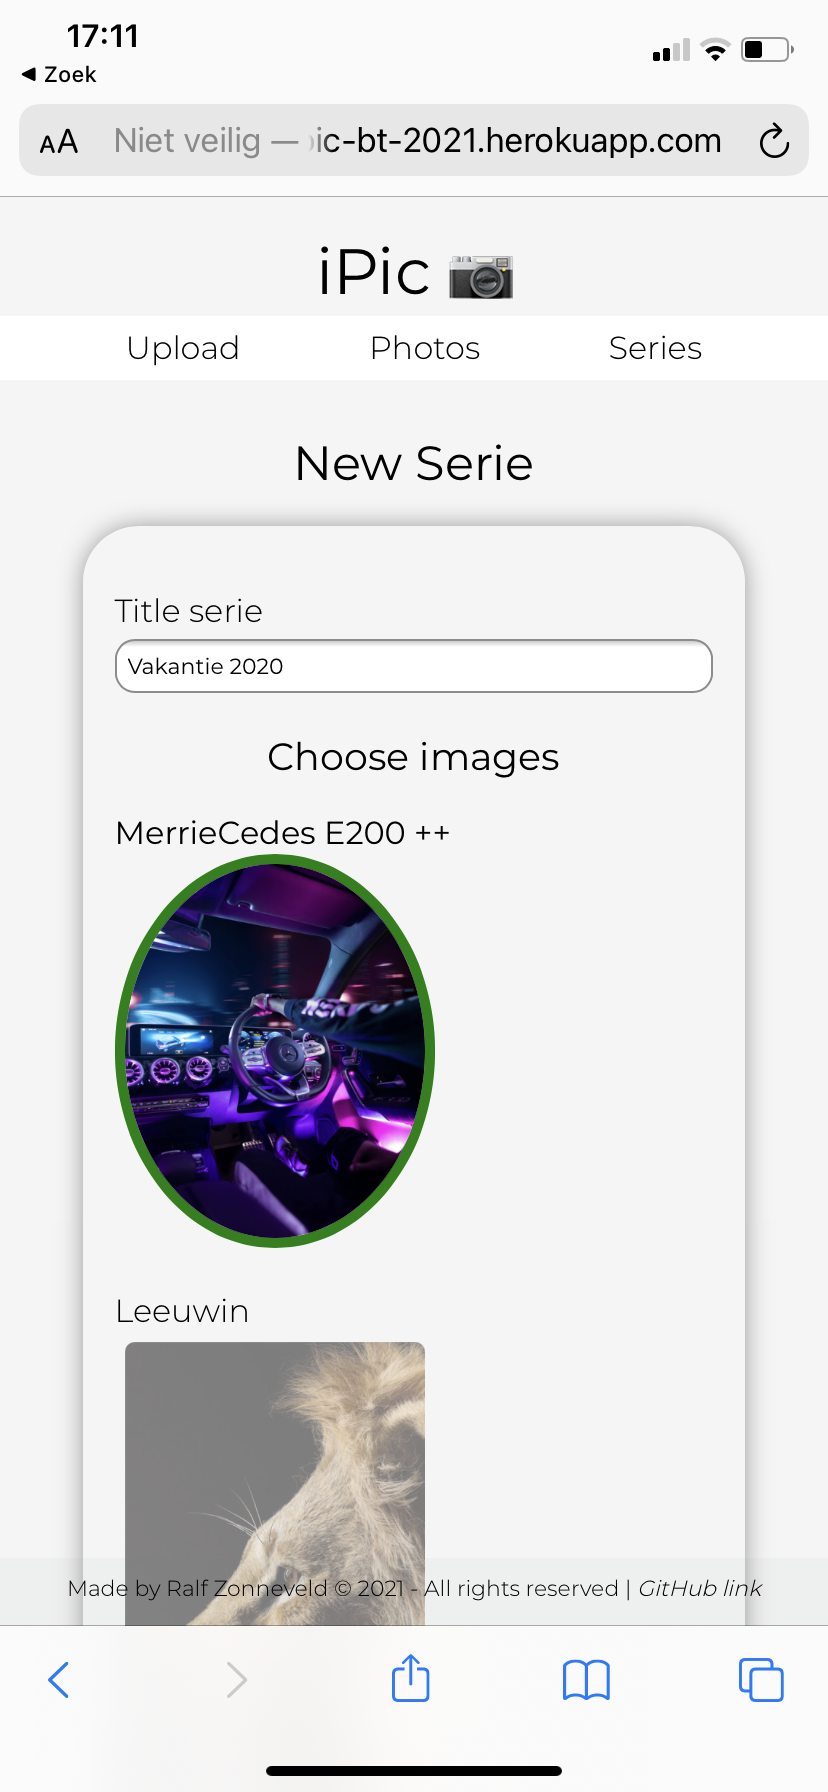 17:11
◀ Zoek
AA Niet veilig — ic-bt-2021.herokuapp.com
iPic
Upload Photos Series
New Serie
Title serie
Vakantie 2020
Choose images
MerrieCedes E200 ++
Leeuwin
Made by Ralf Zonneveld © 2021 - All rights reserved | GitHub link